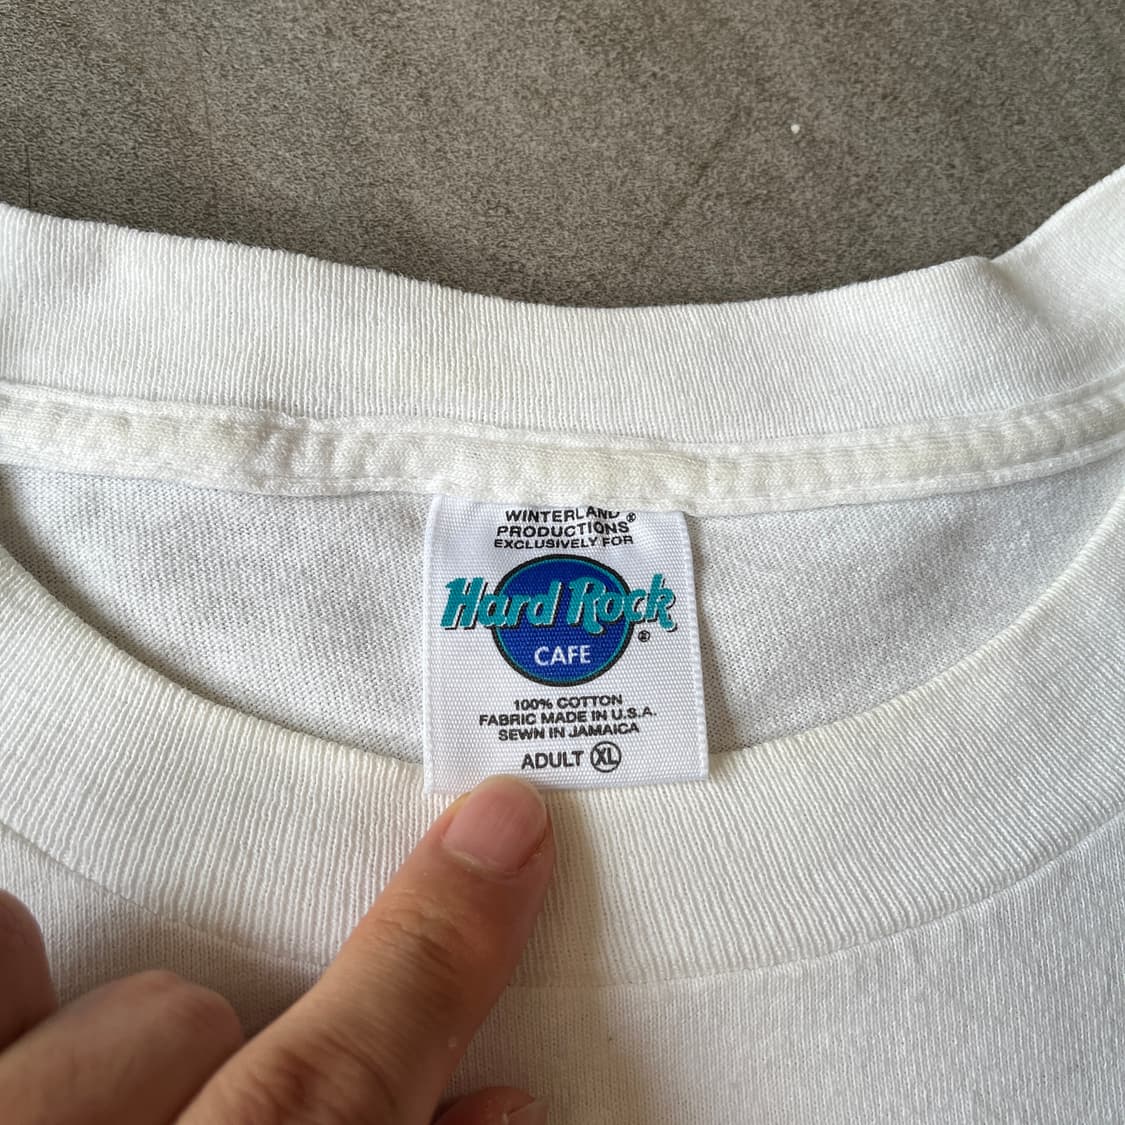 WINTERLAND®
PRODUCTIONS
EXCLUSIVELY FOR
Hard Rock®
CAFE
100% COTTON
FABRIC MADE IN U.S.A.
SEWN IN JAMAICA
ADULT XL